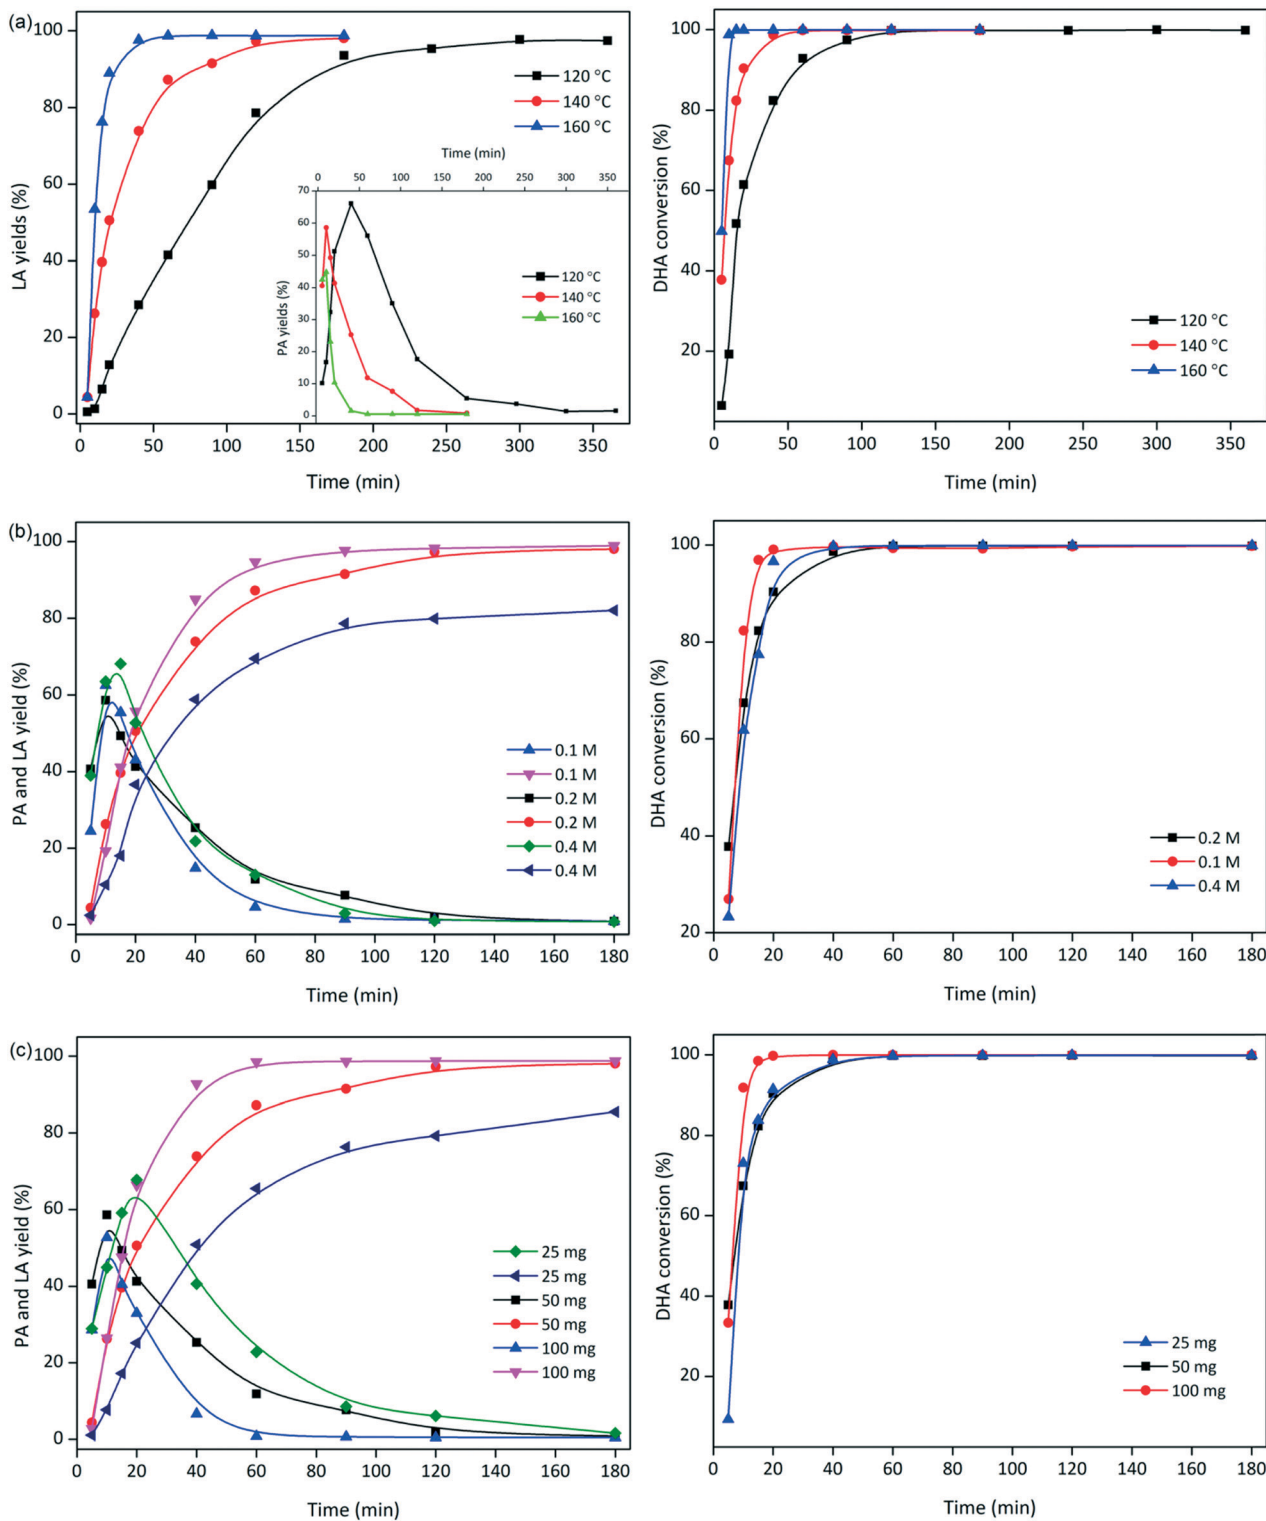 (a)
100
80
60
40
20
0
LA yields (%)
120 °C
140 °C
160 °C
Time (min)
0 50 100 150 200 250 300 350
70
60
50
40
30
20
10
0
PA yields (%)
120 °C
140 °C
160 °C
0 50 100 150 200 250 300 350
Time (min)
100
80
60
40
20
DHA conversion (%)
120 °C
140 °C
160 °C
0 50 100 150 200 250 300 350
Time (min)
(b)
100
80
60
40
20
0
PA and LA yield (%)
0.1 M
0.1 M
0.2 M
0.2 M
0.4 M
0.4 M
0 20 40 60 80 100 120 140 160 180
Time (min)
100
80
60
40
20
DHA conversion (%)
0.2 M
0.1 M
0.4 M
0 20 40 60 80 100 120 140 160 180
Time (min)
(c)
100
80
60
40
20
0
PA and LA yield (%)
25 mg
25 mg
50 mg
50 mg
100 mg
100 mg
0 20 40 60 80 100 120 140 160 180
Time (min)
100
80
60
40
20
DHA conversion (%)
25 mg
50 mg
100 mg
0 20 40 60 80 100 120 140 160 180
Time (min)